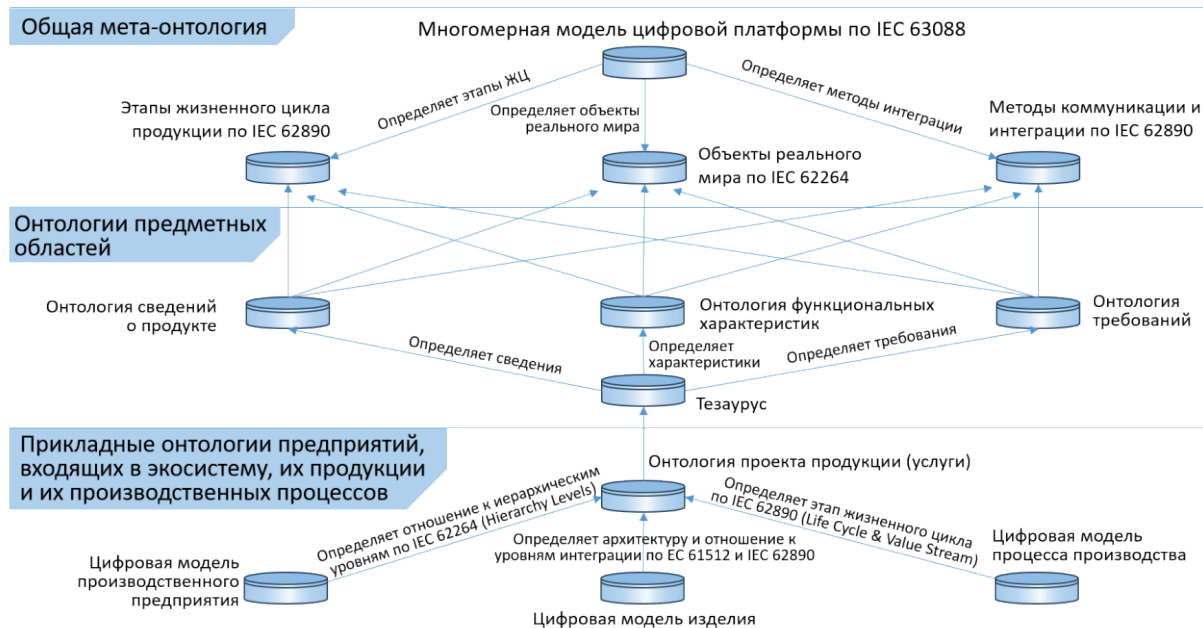 Общая мета-онтология
Многомерная модель цифровой платформы по IEC 63088
Этапы жизненного цикла
продукции по IEC 62890
Определяет этапы ЖЦ
Определяет объекты
реального мира
Определяет методы интеграции
Методы коммуникации и
интеграции по IEC 62890
Объекты реального
мира по IEC 62264
Онтологии предметных
областей
Онтология сведений
о продукте
Онтология функциональных
характеристик
Онтология
требований
Определяет сведения
Определяет
характеристики
Определяет требования
Тезаурус
Прикладные онтологии предприятий,
входящих в экосистему, их продукции
и их производственных процессов
Онтология проекта продукции (услуги)
Определяет отношение к иерархическим
уровням по IEC 62264 (Hierarchy Levels)
Определяет архитектуру и отношение к
уровням интеграции по ЕС 61512 и IEC 62890
Определяет этап жизненного цикла
по IEC 62890 (Life Cycle & Value Stream)
Цифровая модель
производственного
предприятия
Цифровая модель изделия
Цифровая модель
процесса производства